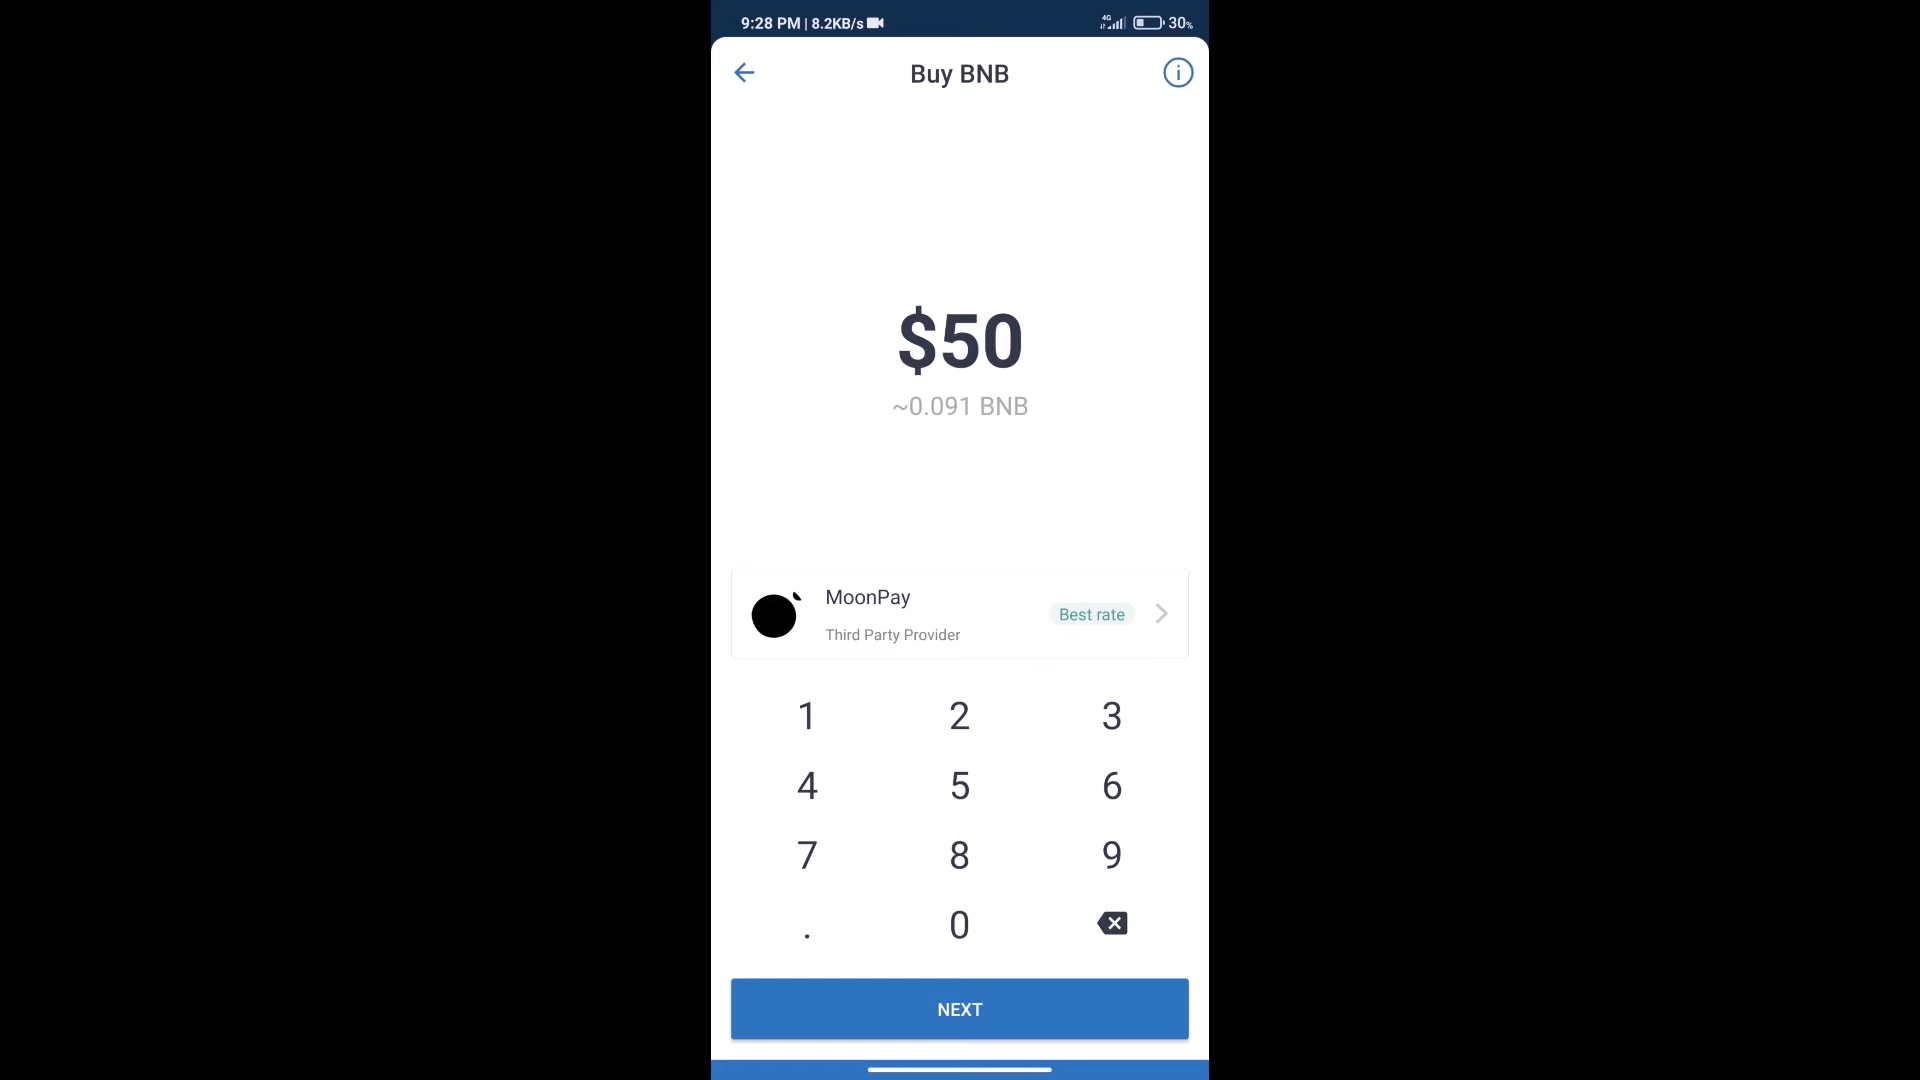 9:28 PM | 8.2KB/s 4G 30%
Buy BNB
$50
~0.091 BNB
MoonPay
Third Party Provider
Best rate
1 2 3
4 5 6
7 8 9
. 0
NEXT